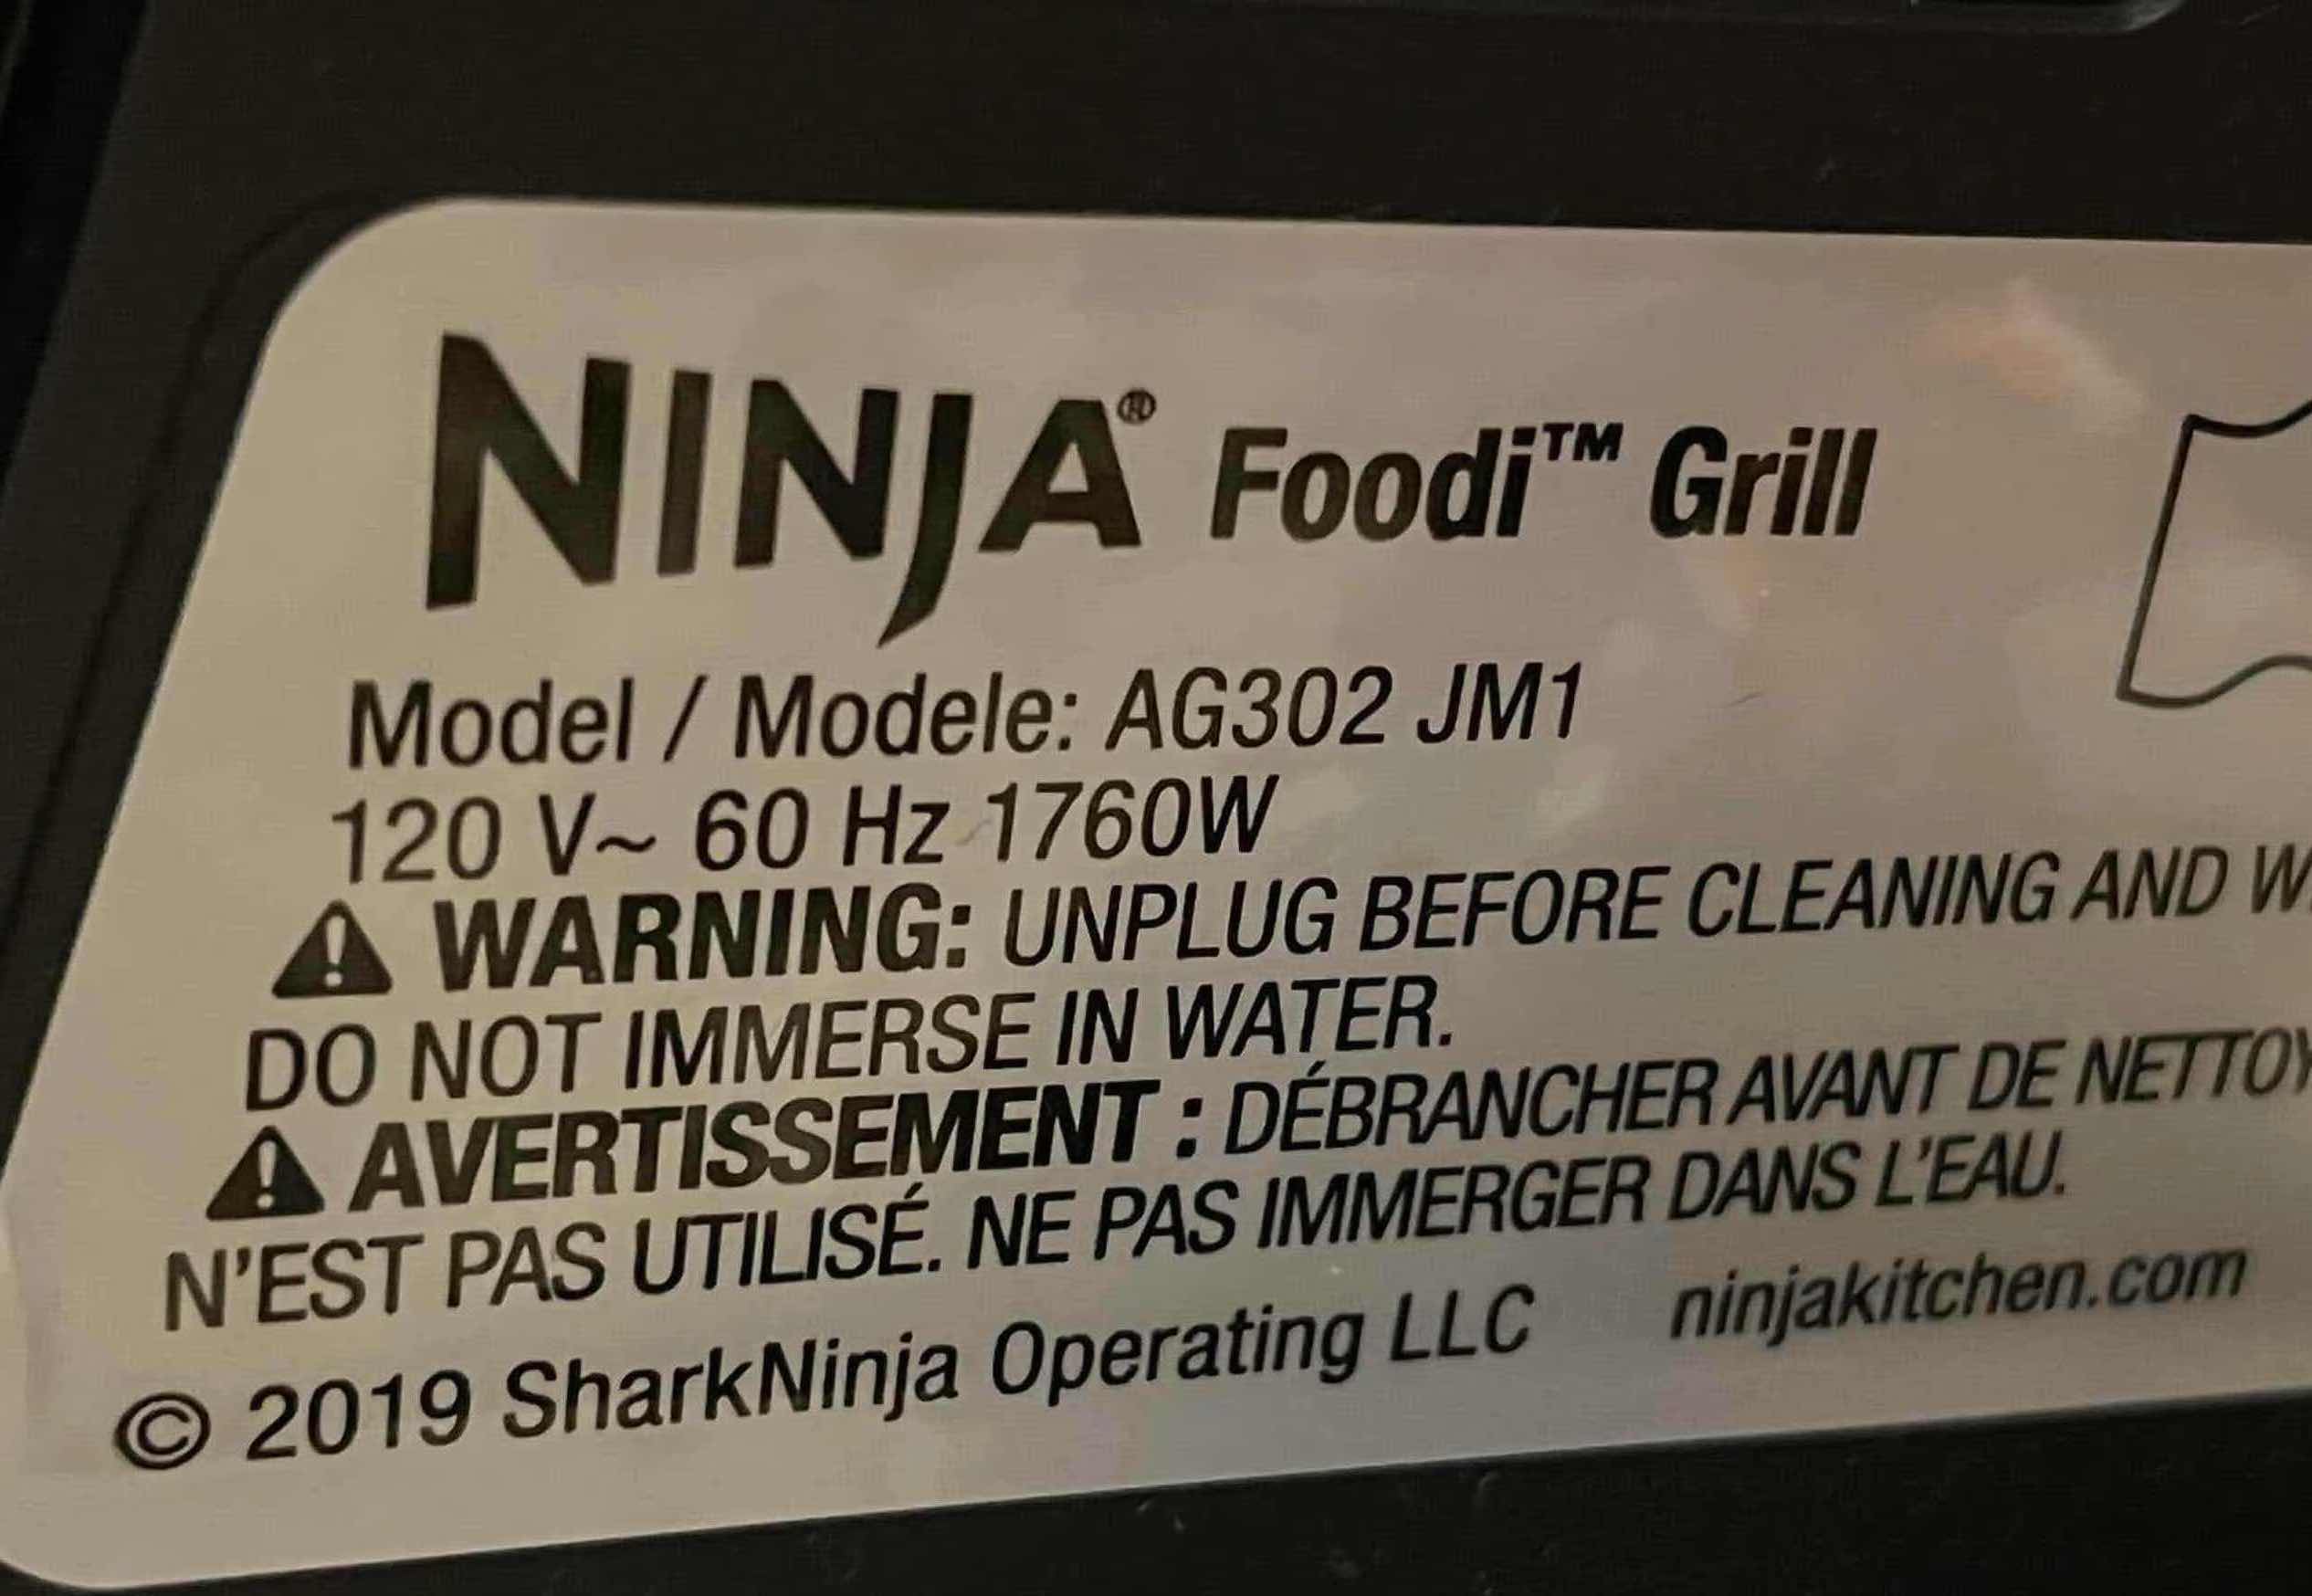 NINJA® Foodi™ Grill
Model / Modele: AG302 JM1
120 V~ 60 Hz 1760W
WARNING: UNPLUG BEFORE CLEANING AND
DO NOT IMMERSE IN WATER.
AVERTISSEMENT : DÉBRANCHER AVANT DE
N'EST PAS UTILISÉ. NE PAS IMMERGER DANS L'EAU.
© 2019 SharkNinja Operating LLC ninjakitchen.com